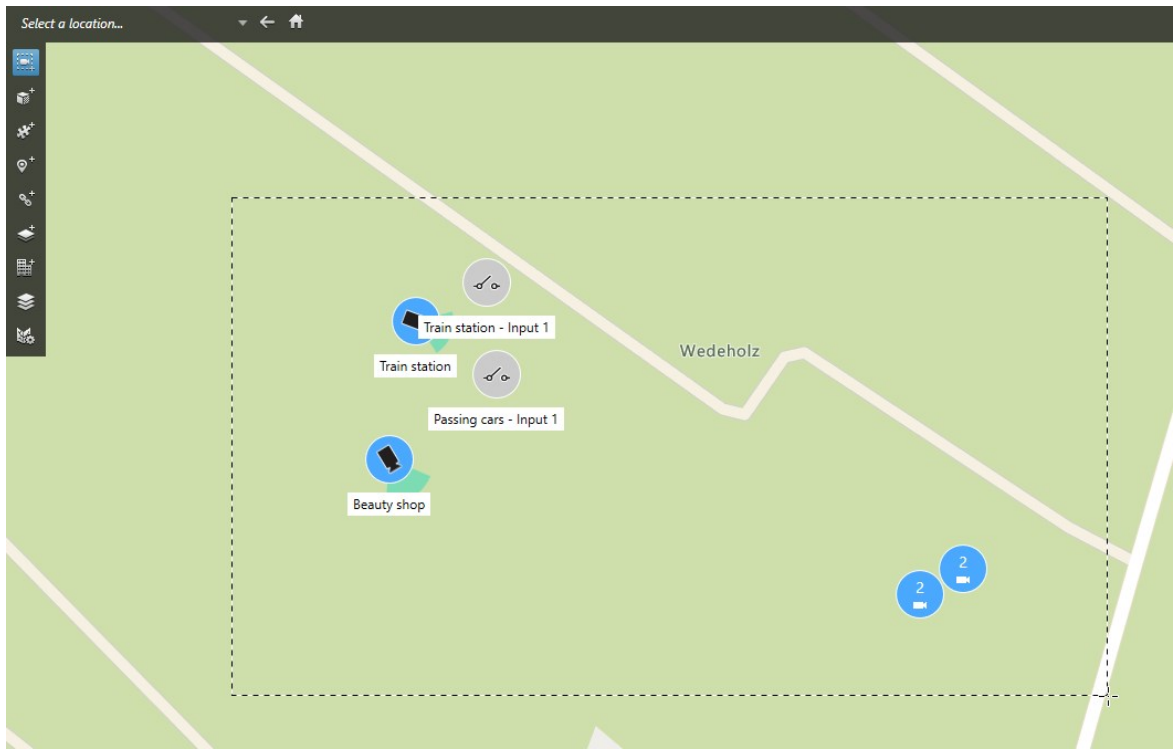 Select a location...
Train station - Input 1
Wedeholz
Train station
Passing cars - Input 1
Beauty shop
2
2